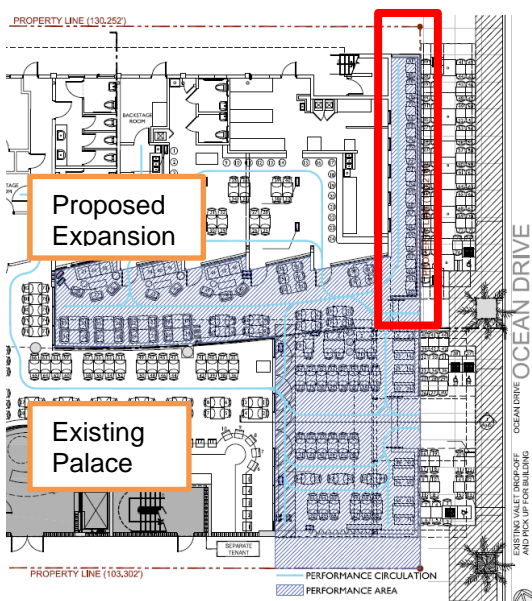 PROPERTY LINE (130.252')
BACKSTAGE
ROOM
Proposed
Expansion
Existing
Palace
SEPARATE
TENANT
PROPERTY LINE (103.302')
PERFORMANCE CIRCULATION
PERFORMANCE AREA
OCEAN DRIVE
OCEAN DRIVE
EXISTING VALET DROP-OFF
AND PICK UP FOR BUILDING